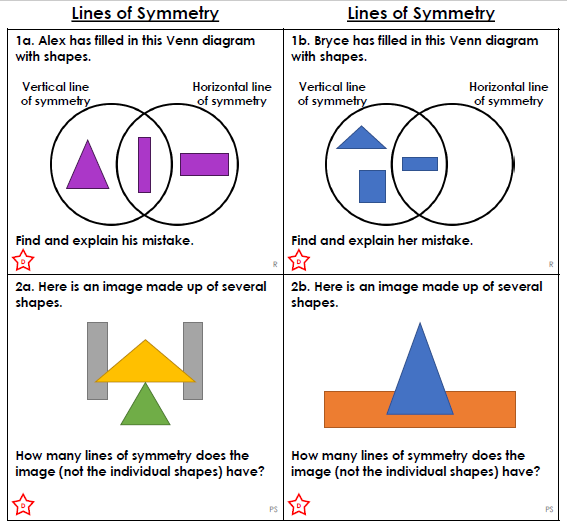 Lines of Symmetry
Lines of Symmetry
1a. Alex has filled in this Venn diagram
with shapes.
Vertical line
of symmetry
Horizontal line
of symmetry
Find and explain his mistake.
D
R
1b. Bryce has filled in this Venn diagram
with shapes.
Vertical line
of symmetry
Horizontal line
of symmetry
Find and explain her mistake.
D
R
2a. Here is an image made up of several
shapes.
How many lines of symmetry does the
image (not the individual shapes) have?
D
PS
2b. Here is an image made up of several
shapes.
How many lines of symmetry does the
image (not the individual shapes) have?
D
PS